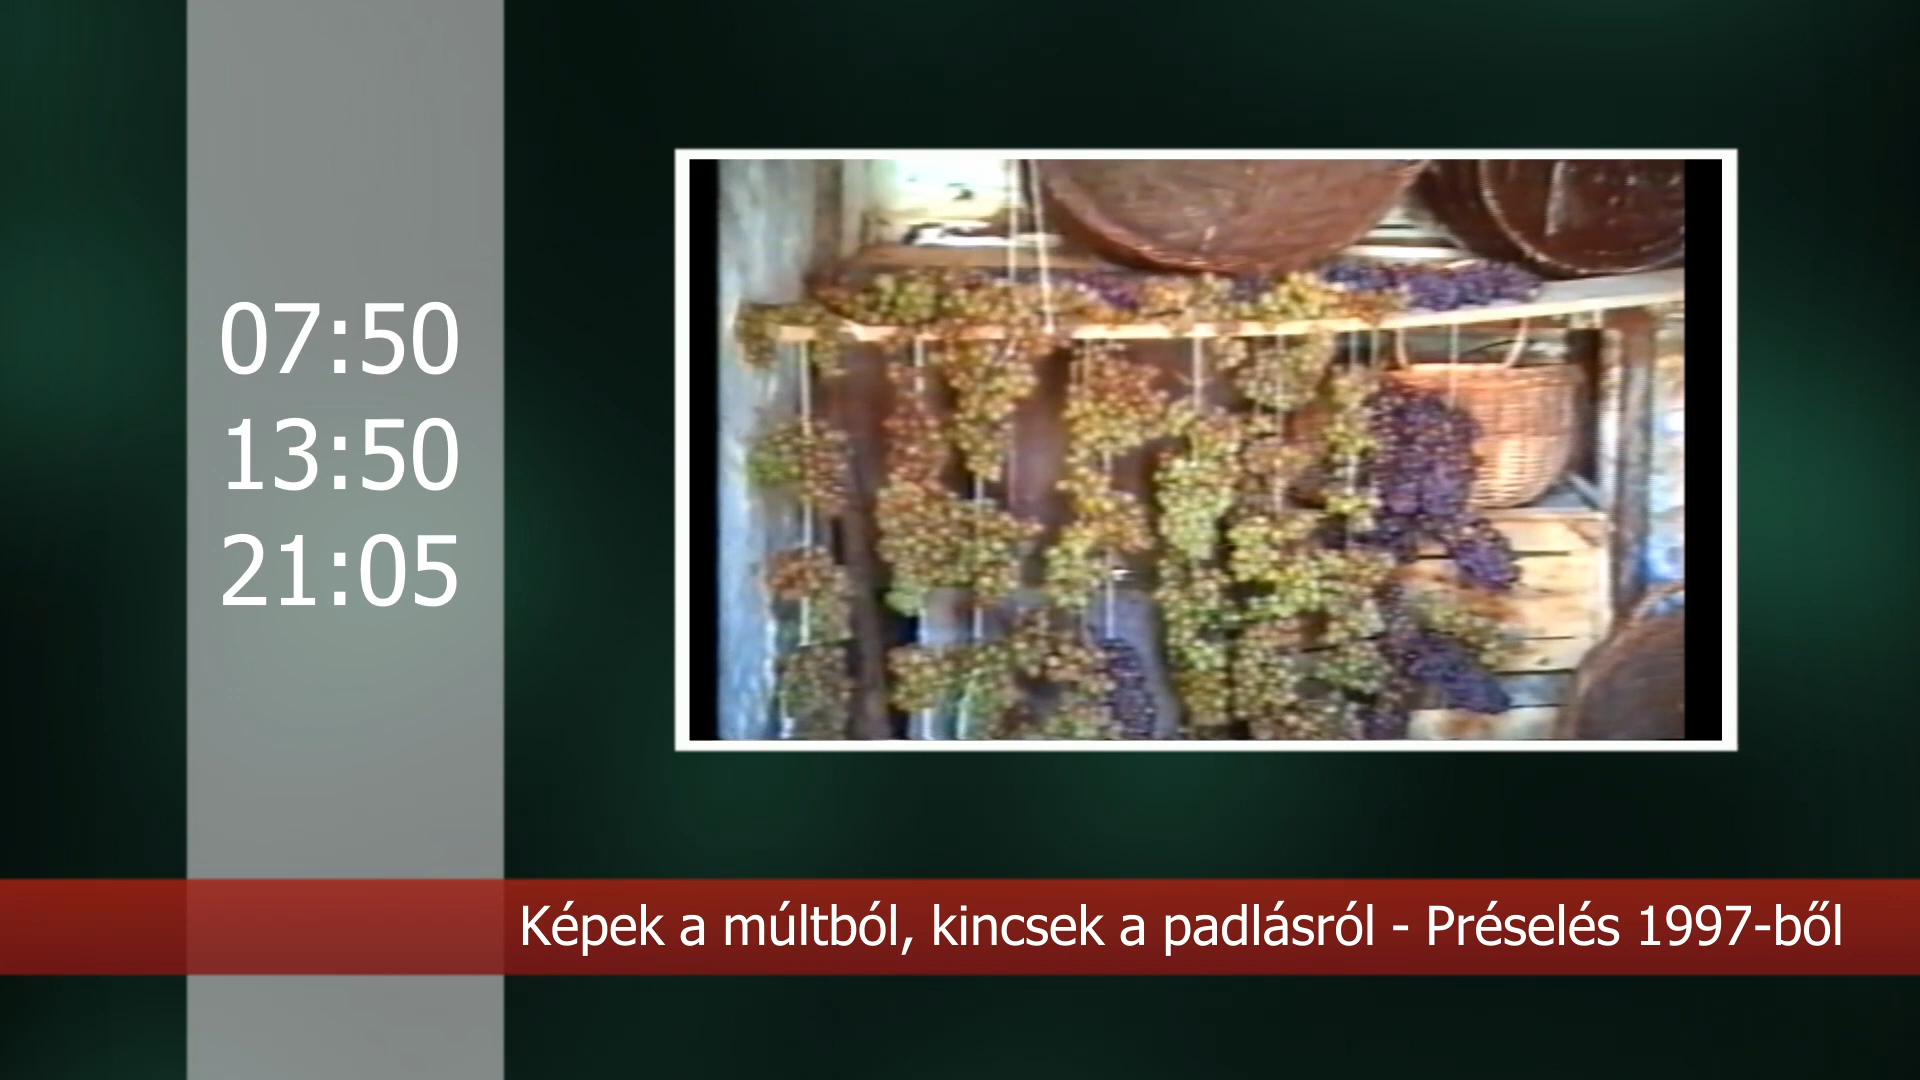 07:50
13:50
21:05
Képek a múltból, kincsek a padlásról - Préselés 1997-ből